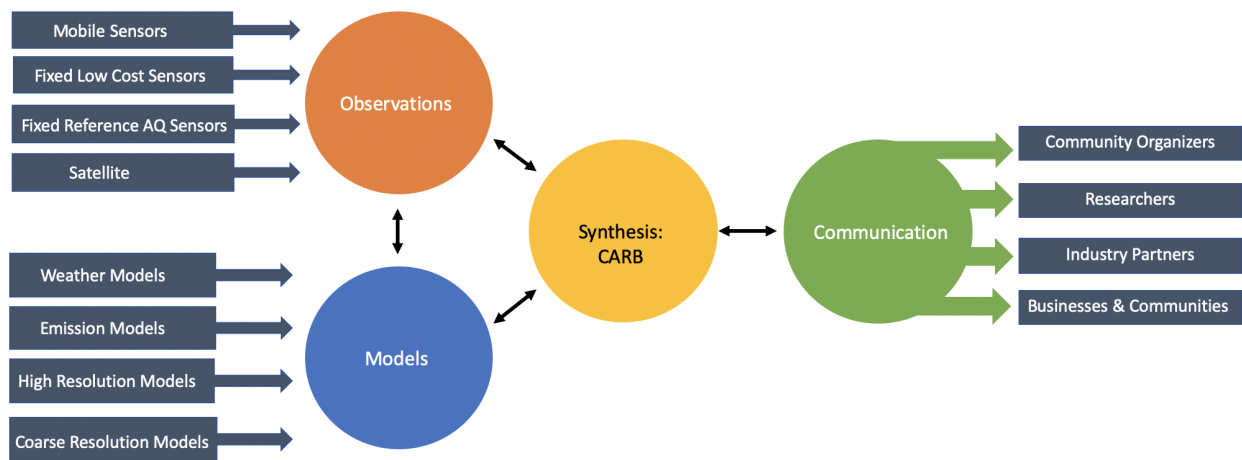 Mobile Sensors
Fixed Low Cost Sensors
Fixed Reference AQ Sensors
Satellite
Observations
Weather Models
Emission Models
High Resolution Models
Coarse Resolution Models
Models
Synthesis:
CARB
Communication
Community Organizers
Researchers
Industry Partners
Businesses & Communities